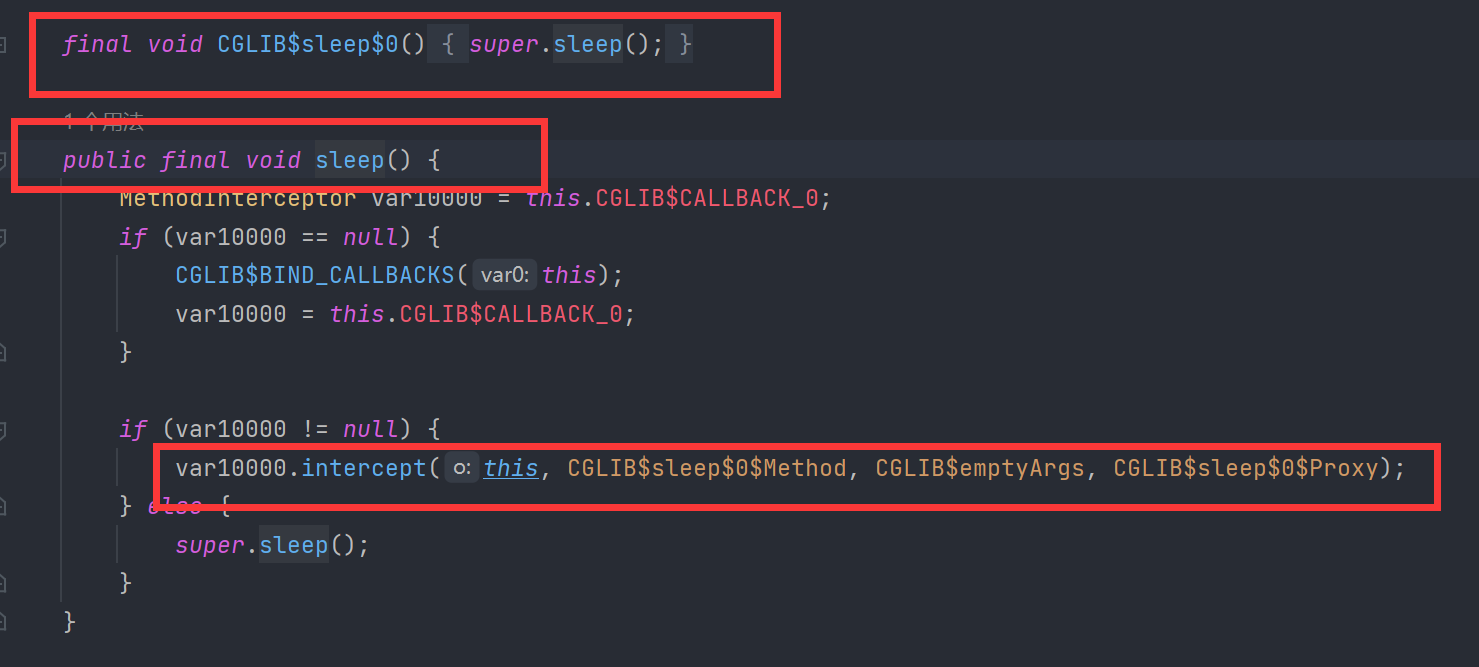 final void CGLIB$sleep$0() { super.sleep(); }
1 个用法
public final void sleep() {
MethodInterceptor var10000 = this.CGLIB$CALLBACK_0;
if (var10000 == null) {
CGLIB$BIND_CALLBACKS( var0: this);
var10000 = this.CGLIB$CALLBACK_0;
}
if (var10000 != null) {
var10000.intercept( o: this, CGLIB$sleep$0$Method, CGLIB$emptyArgs, CGLIB$sleep$0$Proxy);
} else {
super.sleep();
}
}